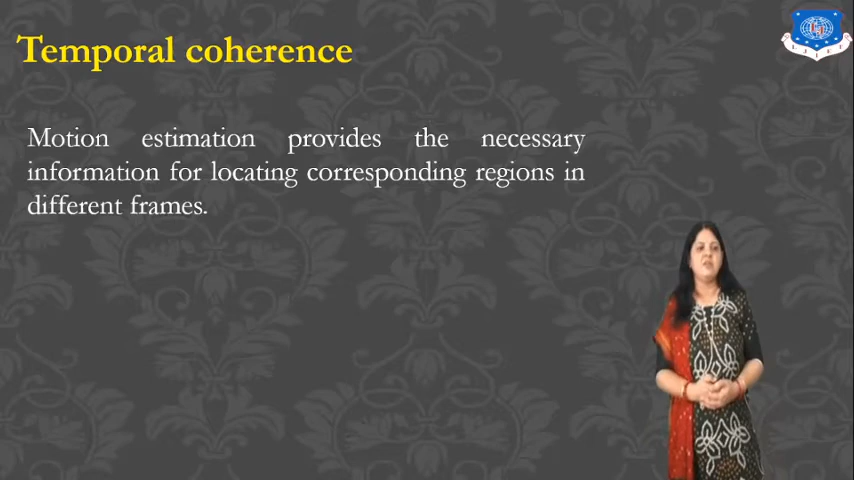 Temporal coherence
Motion estimation provides the necessary
information for locating corresponding regions in
different frames.